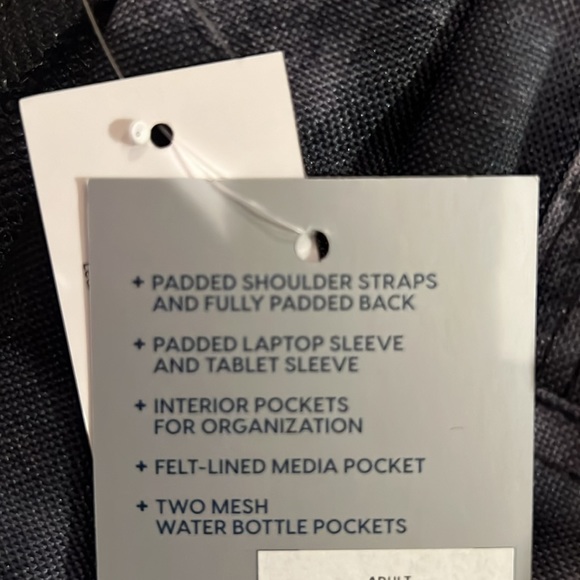 + PADDED SHOULDER STRAPS
AND FULLY PADDED BACK
+ PADDED LAPTOP SLEEVE
AND TABLET SLEEVE
+ INTERIOR POCKETS
FOR ORGANIZATION
+ FELT-LINED MEDIA POCKET
+ TWO MESH
WATER BOTTLE POCKETS
ADULT